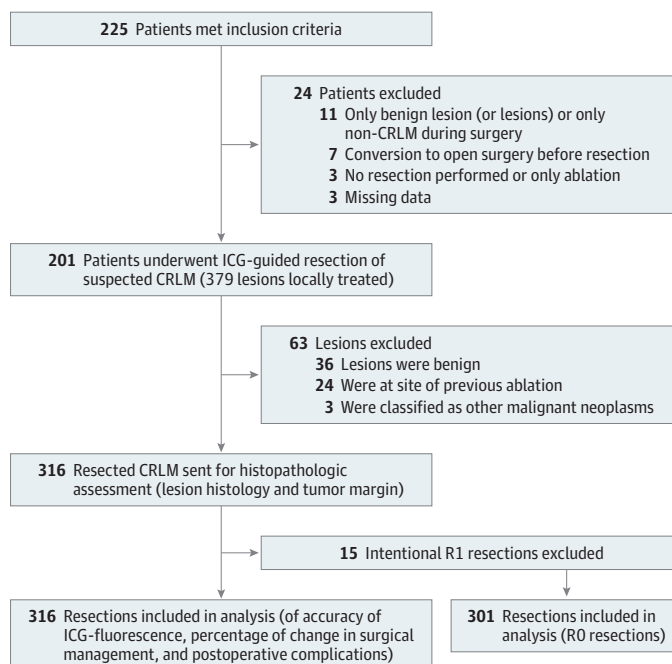 225 Patients met inclusion criteria
24 Patients excluded
11 Only benign lesion (or lesions) or only
non-CRLM during surgery
7 Conversion to open surgery before resection
3 No resection performed or only ablation
3 Missing data
201 Patients underwent ICG-guided resection of
suspected CRLM (379 lesions locally treated)
63 Lesions excluded
36 Lesions were benign
24 Were at site of previous ablation
3 Were classified as other malignant neoplasms
316 Resected CRLM sent for histopathologic
assessment (lesion histology and tumor margin)
15 Intentional R1 resections excluded
316 Resections included in analysis (of accuracy of
ICG-fluorescence, percentage of change in surgical
management, and postoperative complications)
301 Resections included in
analysis (R0 resections)